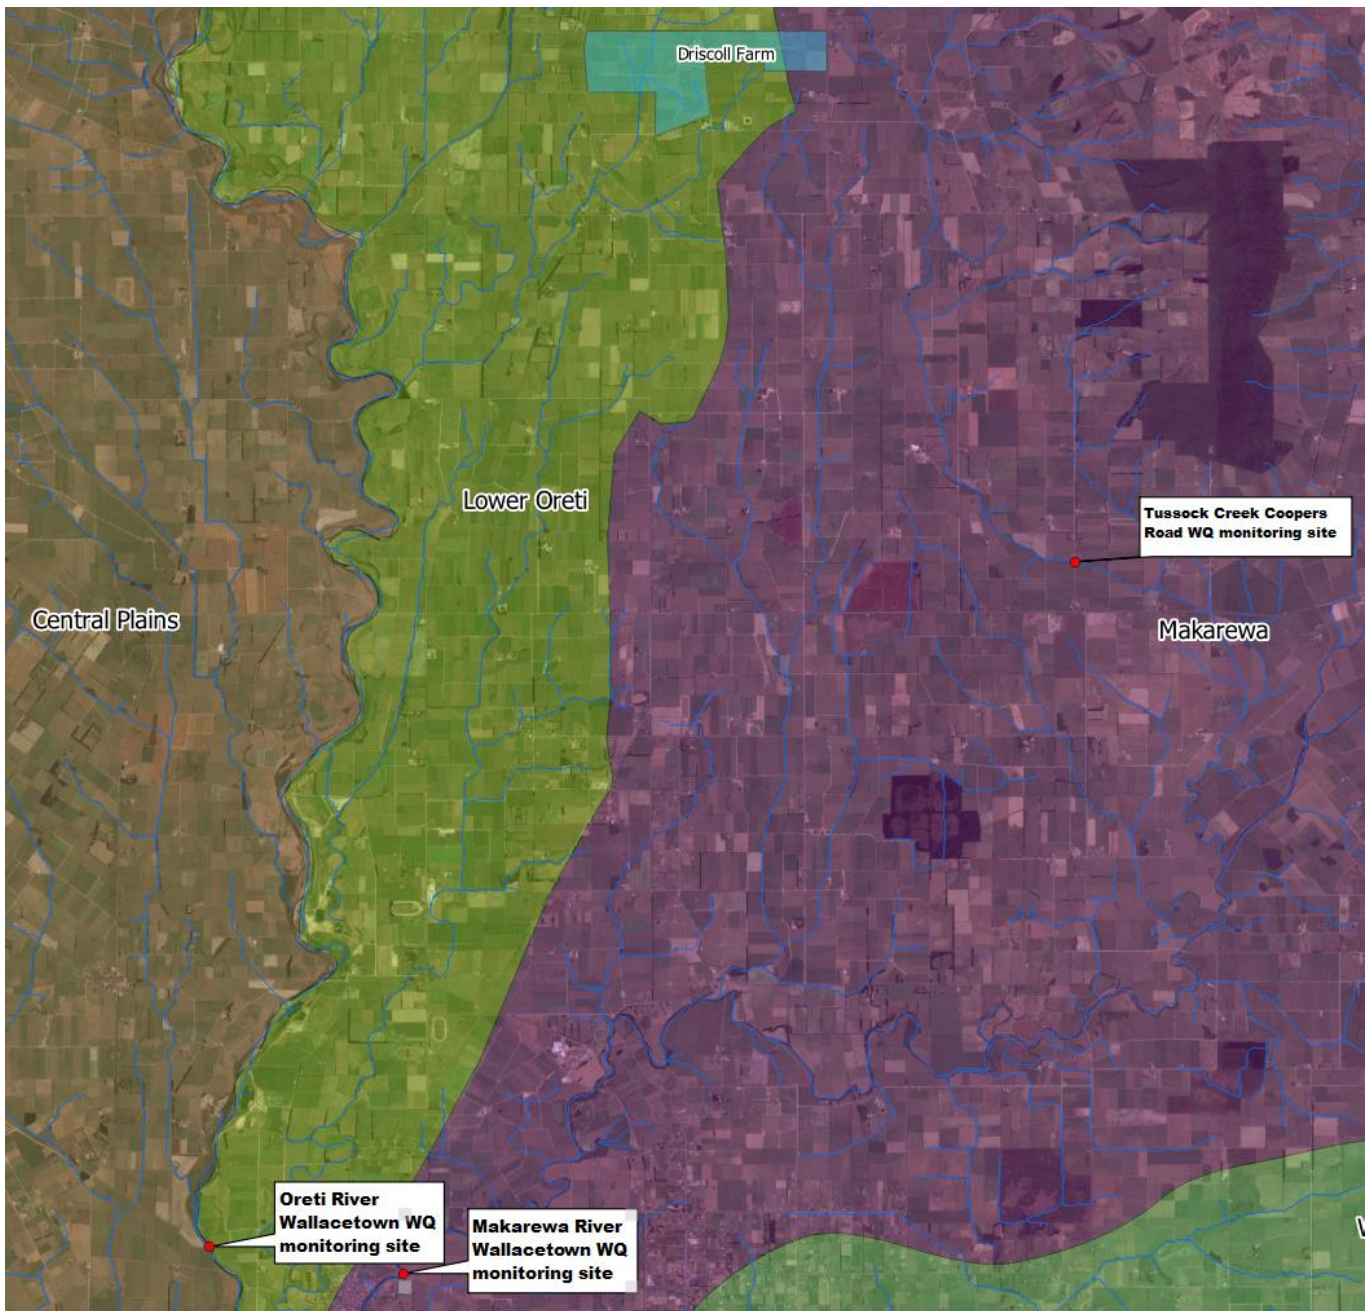 Driscoll Farm
Lower Oreti
Tussock Creek Coopers
Road WQ monitoring site
Central Plains
Makarewa
Oreti River
Wallacetown WQ
monitoring site
Makarewa River
Wallacetown WQ
monitoring site